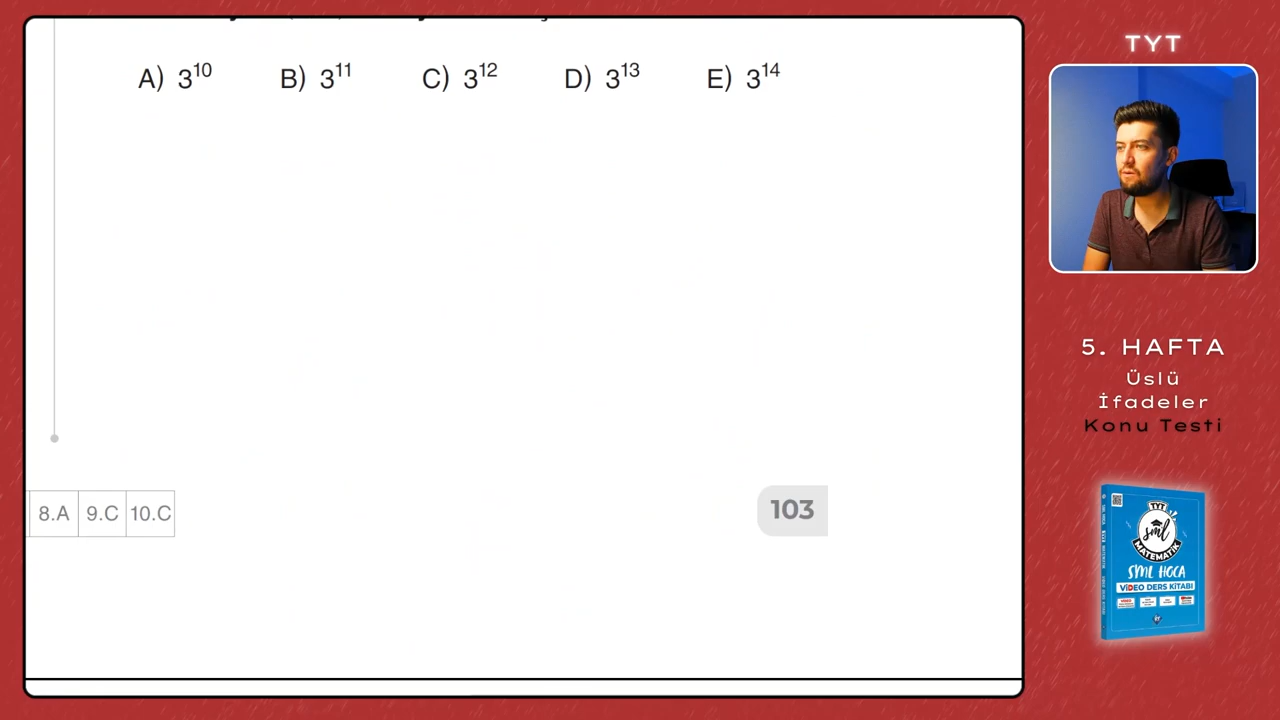 A) 3¹⁰ B) 3¹¹ C) 3¹² D) 3¹³ E) 3¹⁴
8.A 9.C 10.C
103
TYT
5. HAFTA
Üslü
İfadeler
Konu Testi
TYT
sml
MATEMATİK
SML HOCA
VİDEO DERS KİTABI